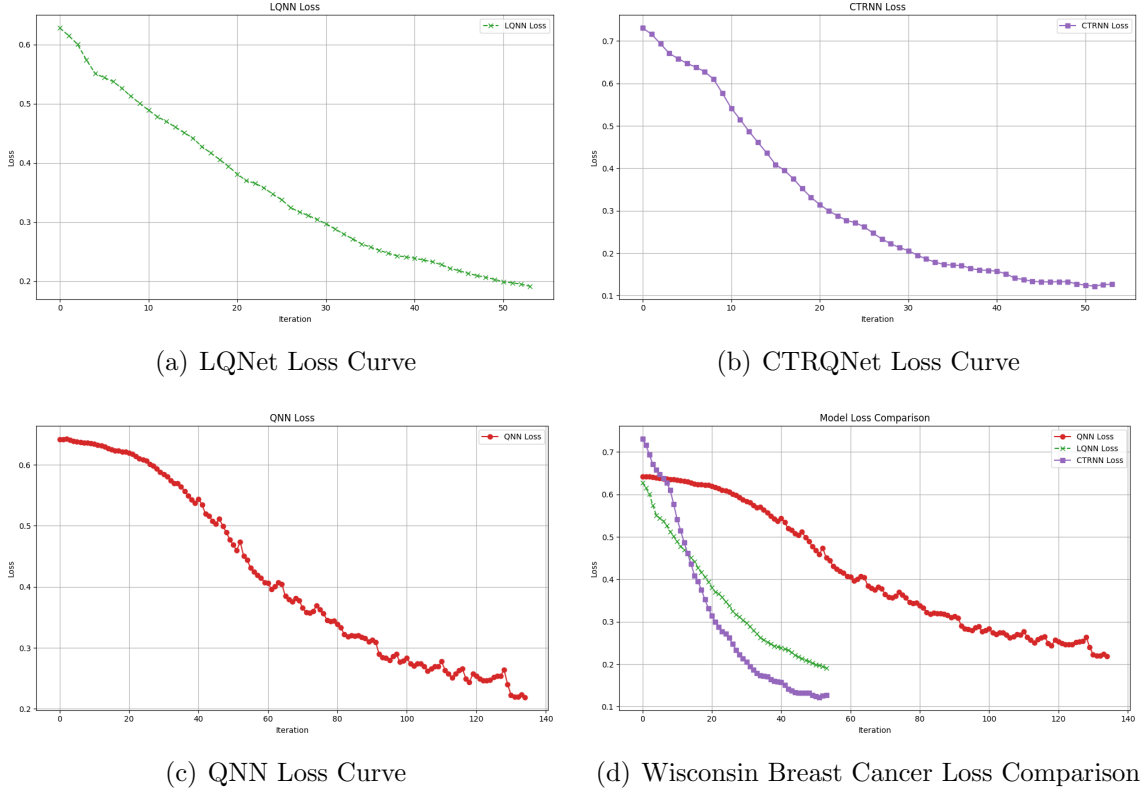 LQNN Loss
LQNN Loss
0.6
0.5
0.4
0.3
0.2
Loss
0 10 20 30 40 50
Iteration
(a) LQNet Loss Curve
CTRNN Loss
CTRNN Loss
0.7
0.6
0.5
0.4
0.3
0.2
0.1
Loss
0 10 20 30 40 50
Iteration
(b) CTRQNet Loss Curve
QNN Loss
QNN Loss
0.6
0.5
0.4
0.3
0.2
Loss
0 20 40 60 80 100 120 140
Iteration
(c) QNN Loss Curve
Model Loss Comparison
QNN Loss
LQNN Loss
CTRNN Loss
0.7
0.6
0.5
0.4
0.3
0.2
0.1
Loss
0 20 40 60 80 100 120 140
Iteration
(d) Wisconsin Breast Cancer Loss Comparison